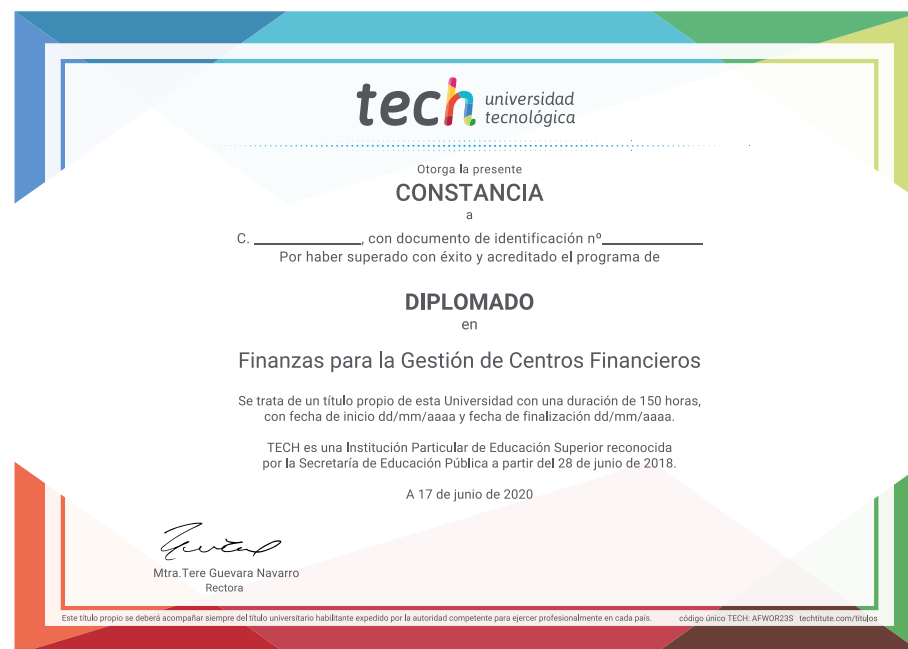 tech universidad
tecnológica
Otorga la presente
CONSTANCIA
a
C. ____________, con documento de identificación nº____________
Por haber superado con éxito y acreditado el programa de
DIPLOMADO
en
Finanzas para la Gestión de Centros Financieros
Se trata de un título propio de esta Universidad con una duración de 150 horas,
con fecha de inicio dd/mm/aaaa y fecha de finalización dd/mm/aaaa.
TECH es una Institución Particular de Educación Superior reconocida
por la Secretaría de Educación Pública a partir del 28 de junio de 2018.
A 17 de junio de 2020
Mtra.Tere Guevara Navarro
Rectora
Este título propio se deberá acompañar siempre del título universitario habilitante expedido por la autoridad competente para ejercer profesionalmente en cada país. código único TECH: AFWOR23S techtitute.com/titulos